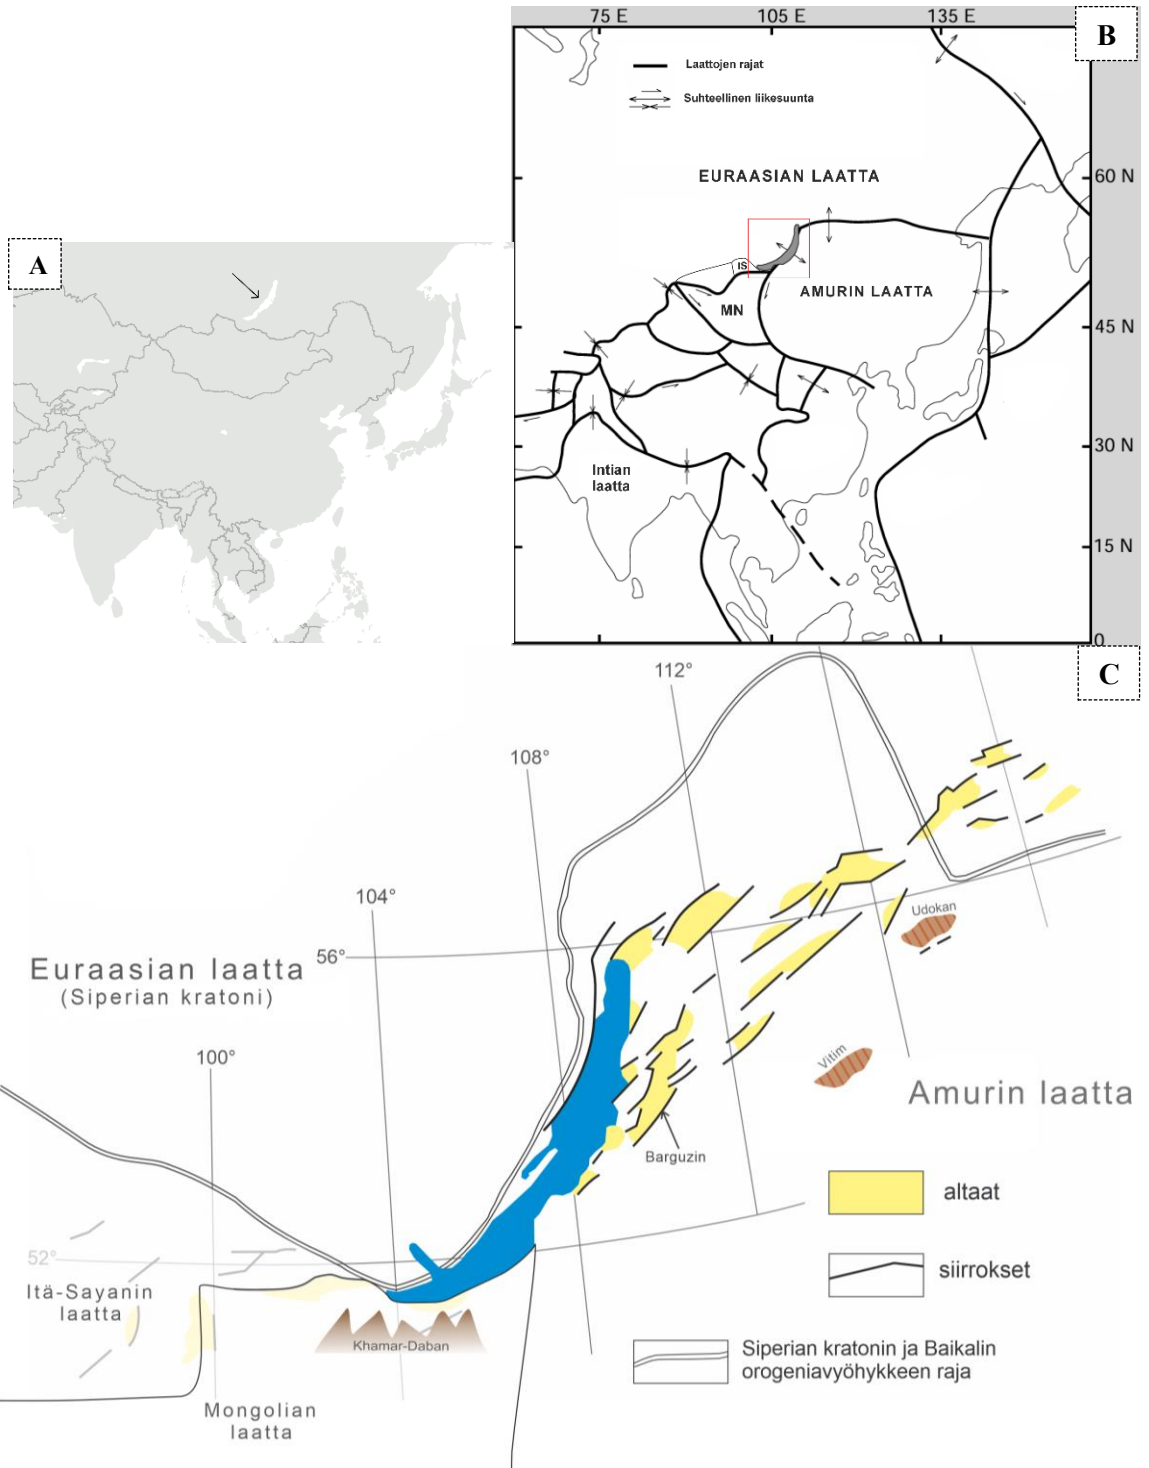 A
75 E
105 E
135 E
B
Laattojen rajat
Suhteellinen liikesuunta
EURAASIAN LAATTA
60 N
IS
AMURIN LAATTA
MN
45 N
30 N
Intian
laatta
15 N
0
C
112°
108°
104°
56°
Euraasian laatta
(Siperian kratoni)
Udokan
100°
Vitim
Amurin laatta
Barguzin
altaat
52°
Itä-Sayanin
laatta
siirrokset
Khamar-Daban
Siperian kratonin ja Baikalin
orogeniavyöhykkeen raja
Mongolian
laatta